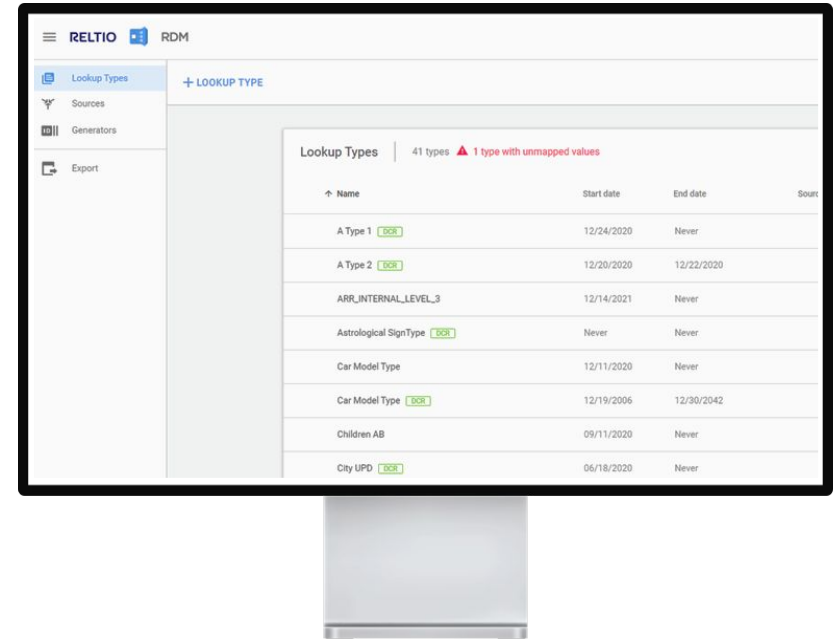 RELTIO RDM
Lookup Types
Sources
Generators
Export
+ LOOKUP TYPE
Lookup Types 41 types 1 type with unmapped values
Name Start date End date
A Type 1 DCR 12/24/2020 Never
A Type 2 DCR 12/20/2020 12/22/2020
ARR_INTERNAL_LEVEL_3 12/14/2021 Never
Astrological SignType DCR Never Never
Car Model Type 12/11/2020 Never
Car Model Type DCR 12/19/2006 12/30/2042
Children AB 09/11/2020 Never
City UPD DCR 06/18/2020 Never